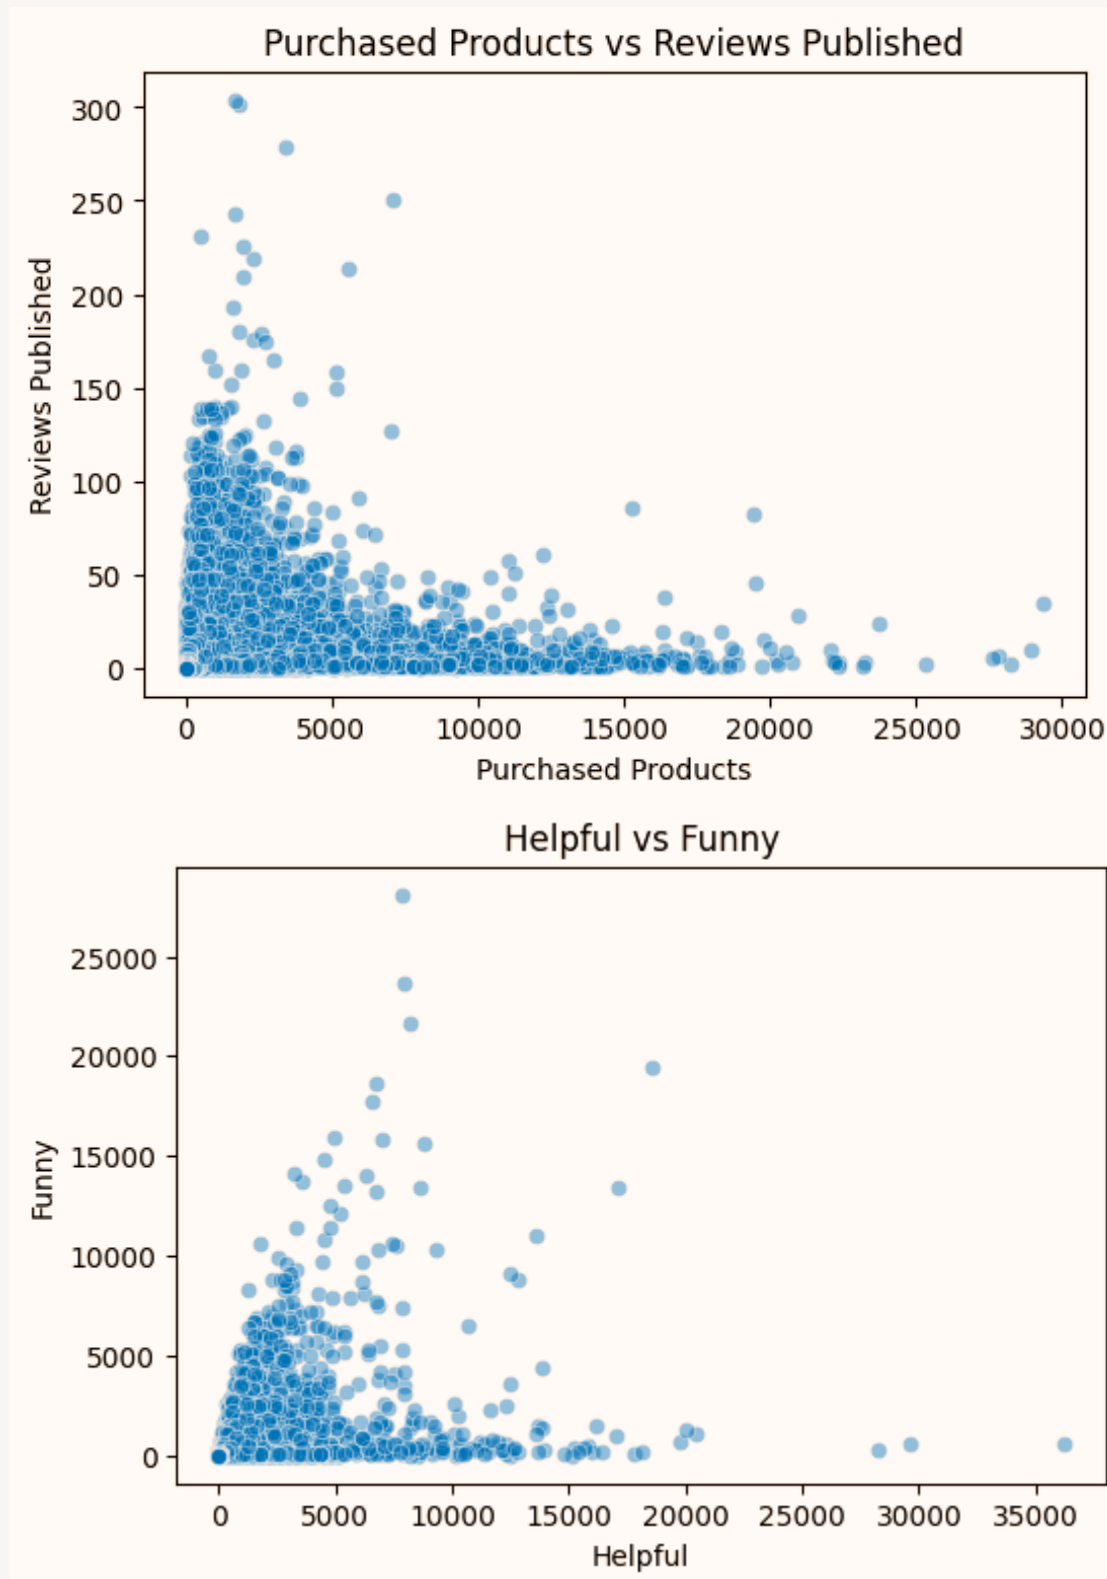 Purchased Products vs Reviews Published
300
250
200
150
100
50
0
Reviews Published
0 5000 10000 15000 20000 25000 30000
Purchased Products
Helpful vs Funny
25000
20000
15000
10000
5000
0
Funny
0 5000 10000 15000 20000 25000 30000 35000
Helpful